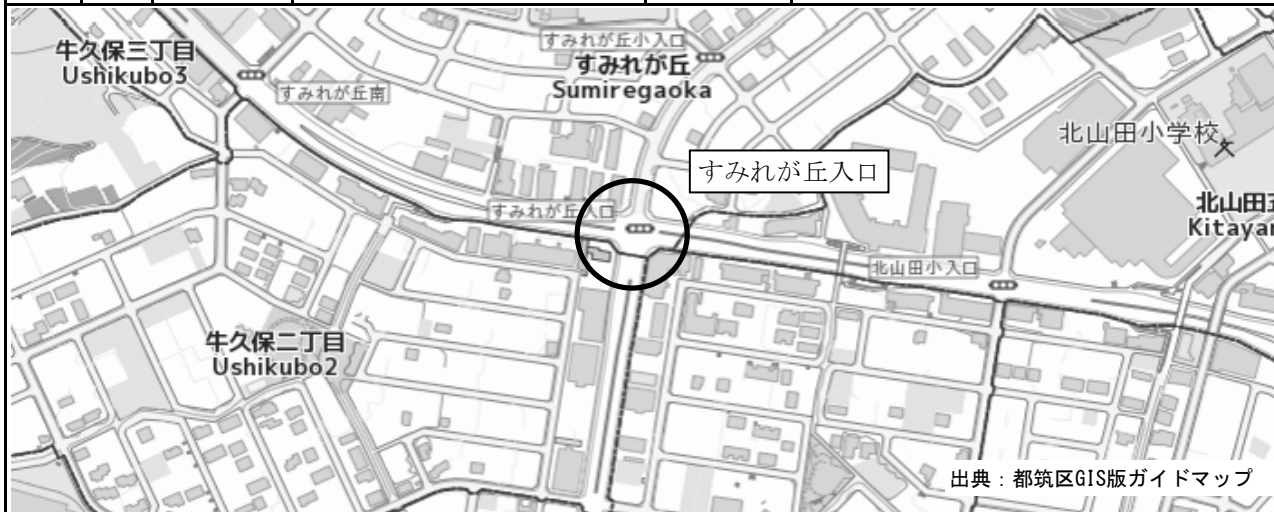 牛久保三丁目
Ushikubo3
すみれが丘小入口
すみれが丘
Sumiregaoka
すみれが丘南
北山田小学校
すみれが丘入口
すみれが丘入口
北山田五
Kitayar
北山田小入口
牛久保二丁目
Ushikubo2
出典：都筑区GIS版ガイドマップ